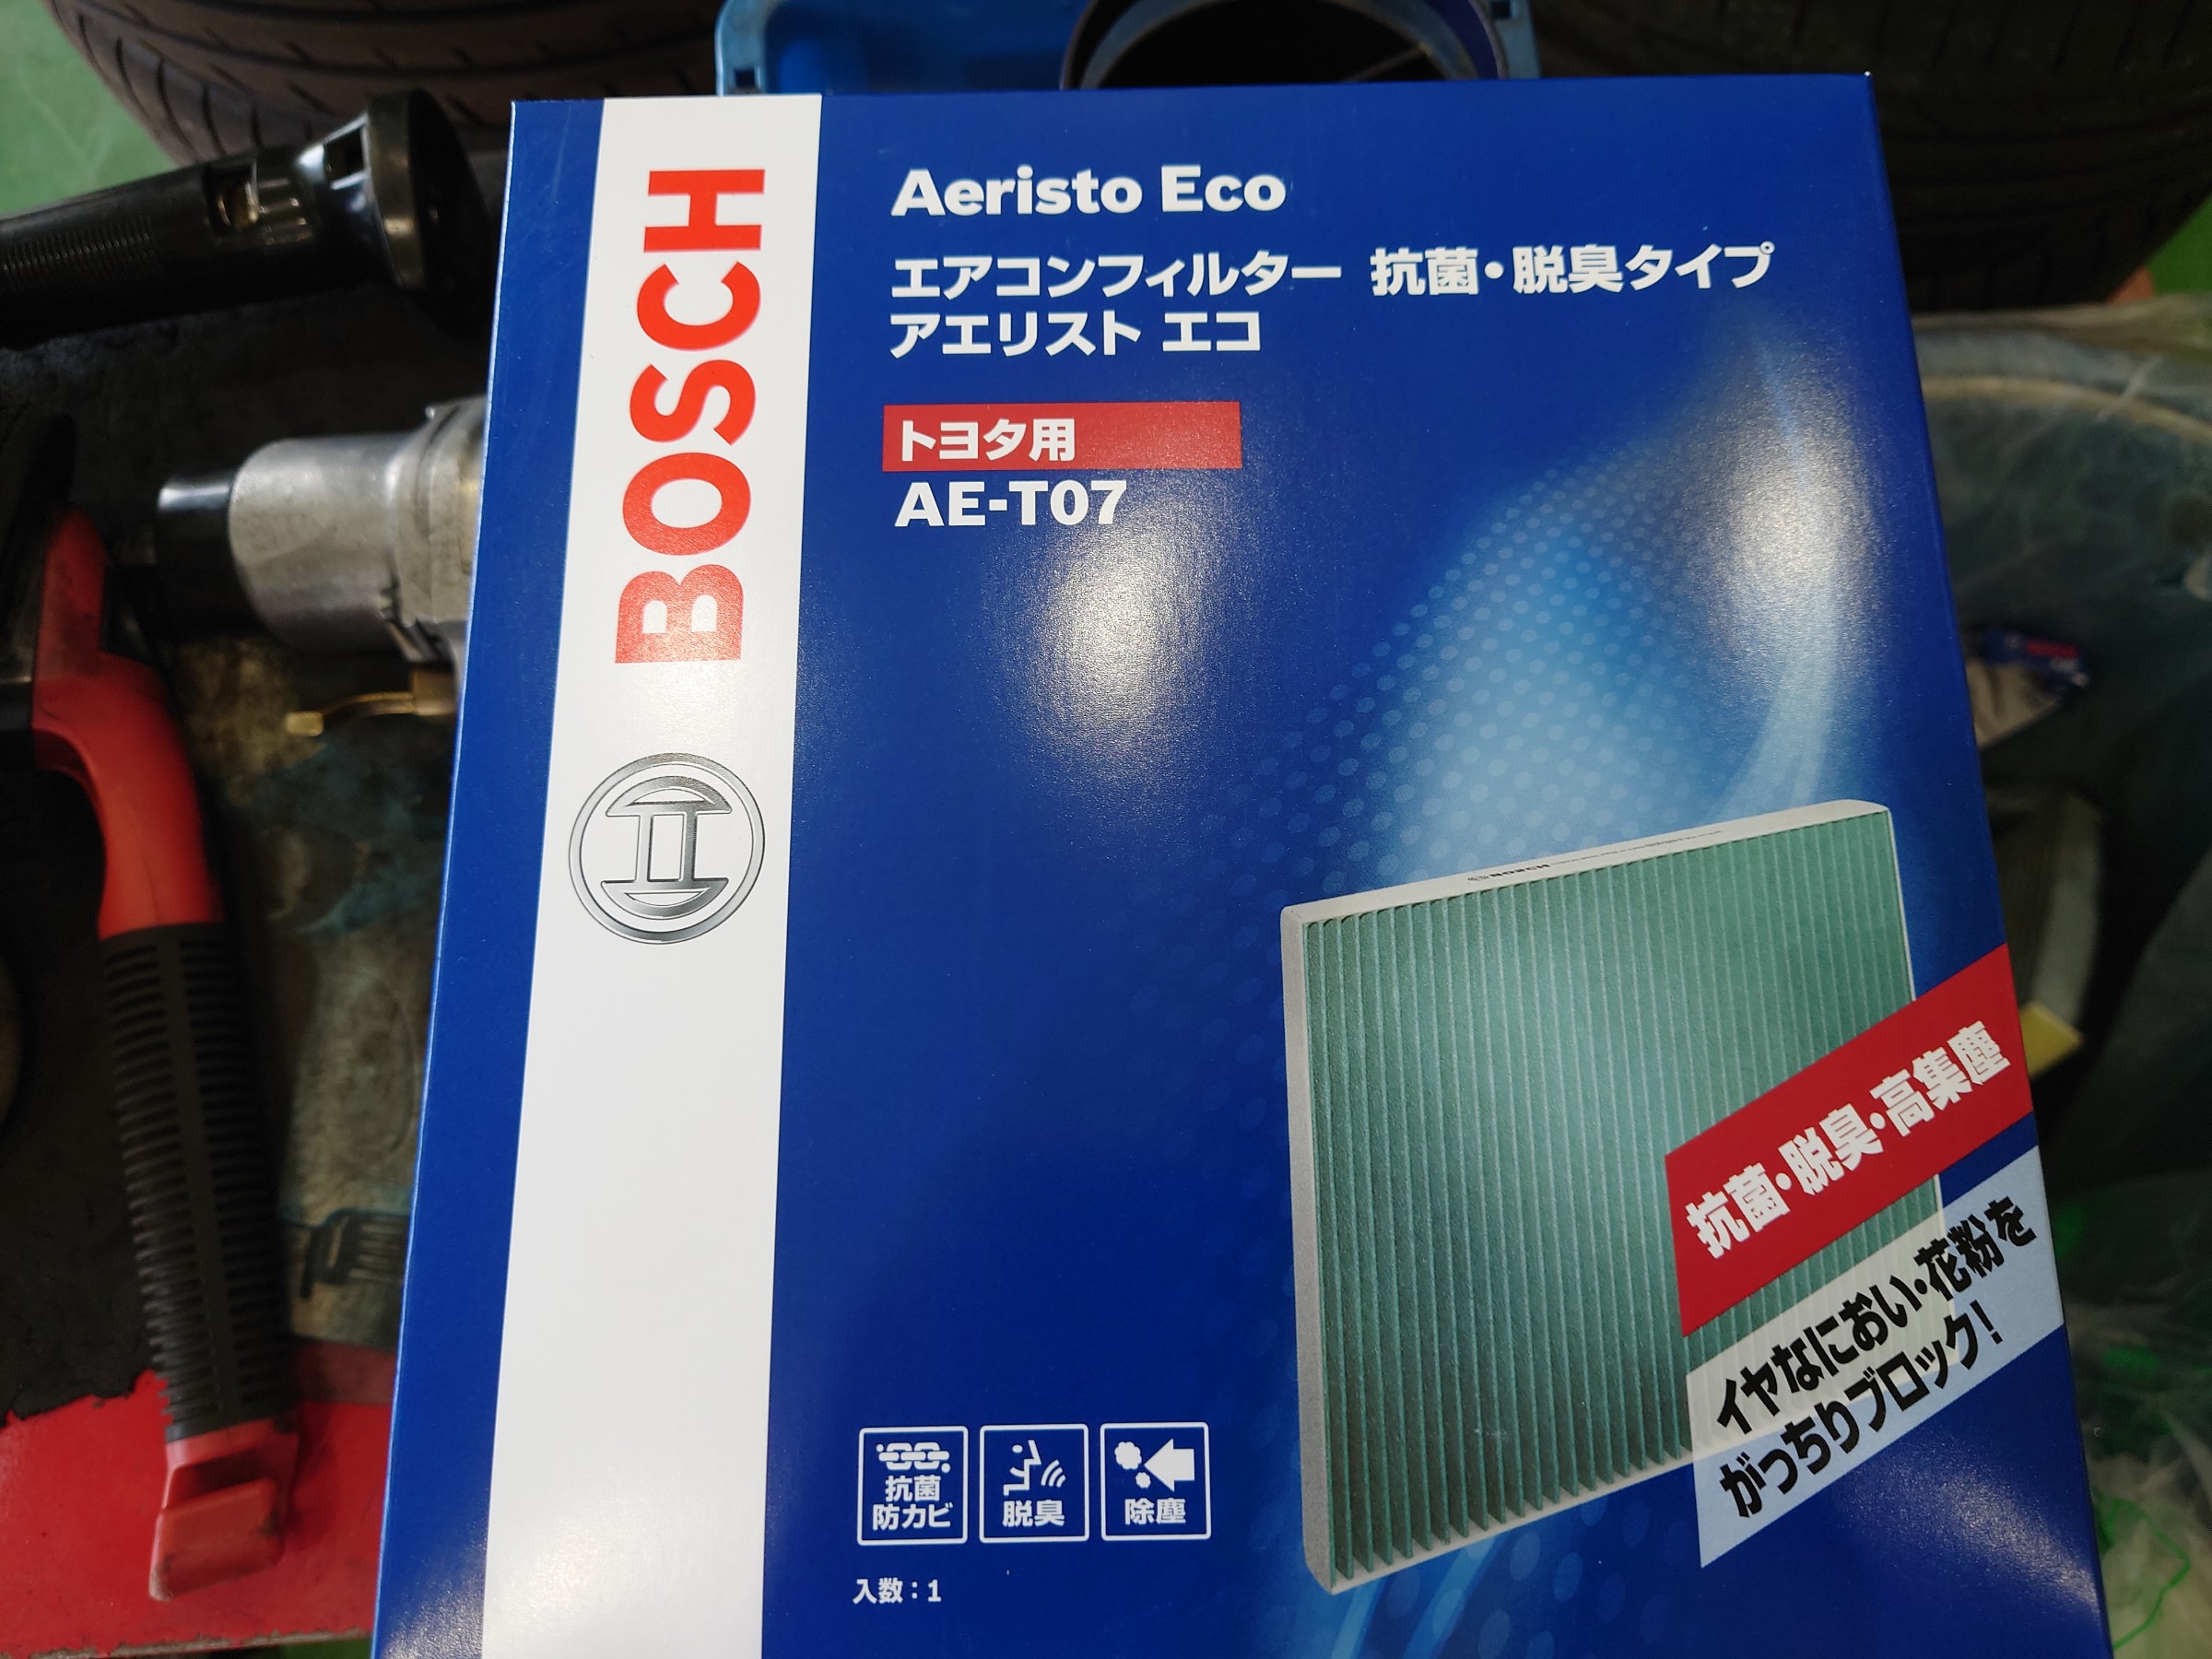 BOSCH
Aeristo Eco
エアコンフィルター 抗菌・脱臭タイプ
アエリスト エコ
トヨタ用
AE-T07
BOSCH
抗菌・脱臭・高集塵
イヤなにおい・花粉を
がっちりブロック!
抗菌
防カビ
脱臭
除塵
入数：1